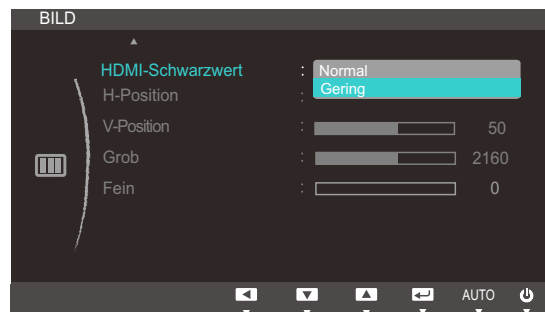 BILD
HDMI-Schwarzwert : Normal
Gering
H-Position :
V-Position : 50
Grob : 2160
Fein : 0
AUTO